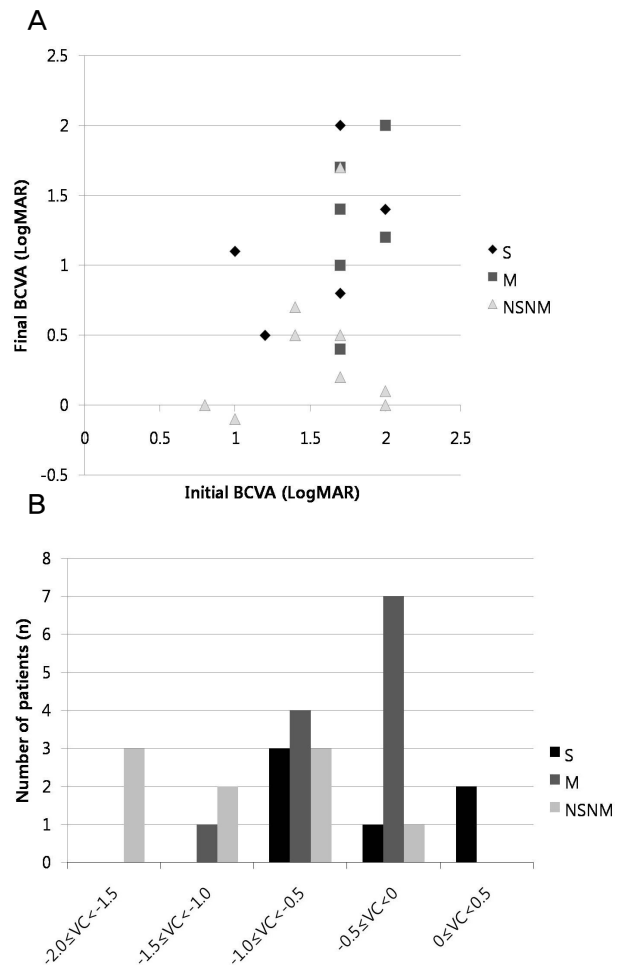 A
2.5
2
1.5
1
0.5
0
-0.5
0 0.5 1 1.5 2 2.5
Final BCVA (LogMAR)
Initial BCVA (LogMAR)
S
M
NSNM
B
8
7
6
5
4
3
2
1
0
Number of patients (n)
-2.0≤VC<-1.5
-1.5≤VC<-1.0
-1.0≤VC<-0.5
-0.5≤VC<0
0≤VC<0.5
S
M
NSNM